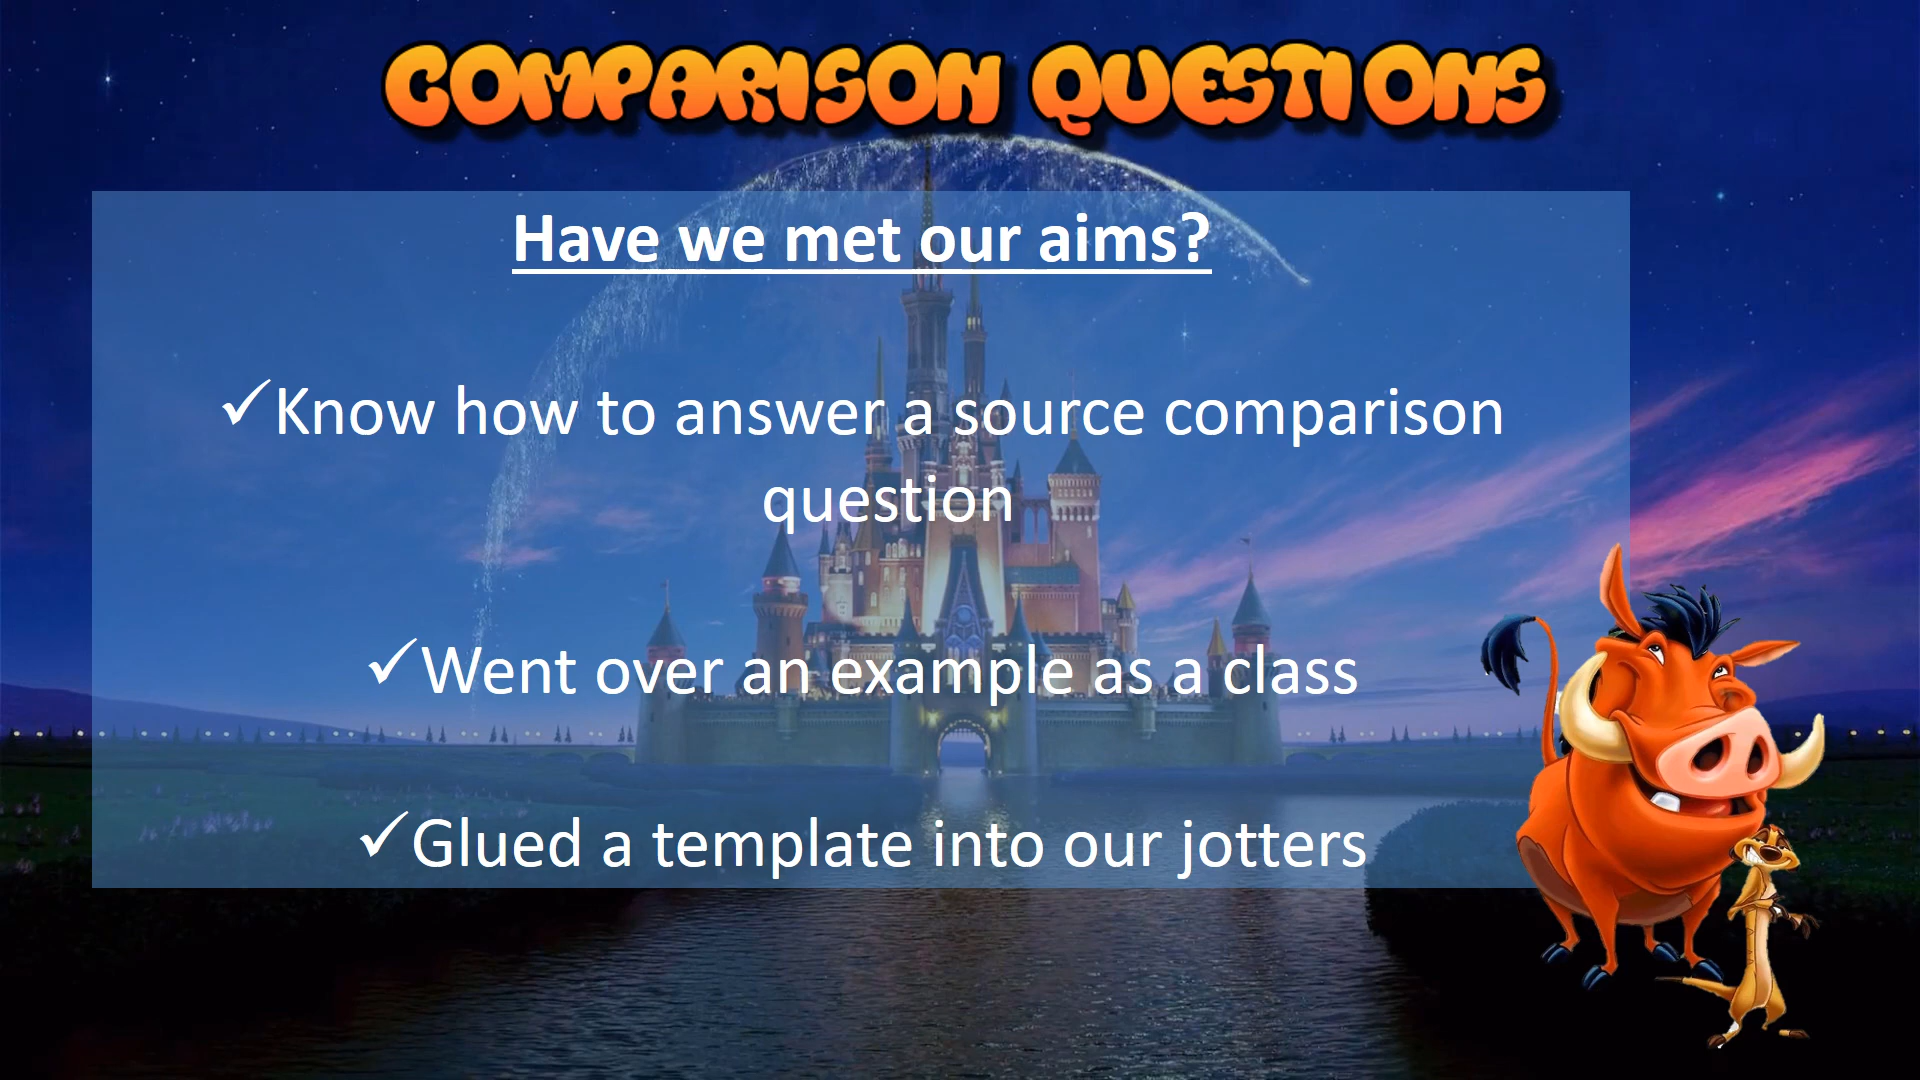 COMPARISON QUESTIONS
Have we met our aims?
✓Know how to answer a source comparison
question
✓Went over an example as a class
✓Glued a template into our jotters